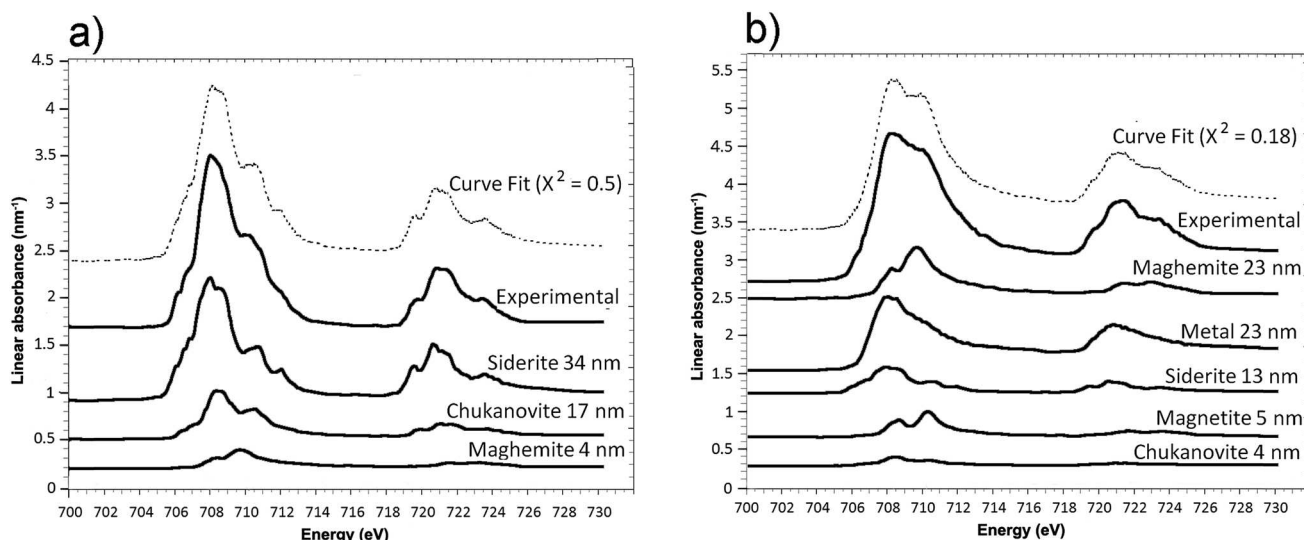 a)
4.5
4
3.5
3
2.5
2
1.5
1
0.5
0
Linear absorbance (nm⁻¹)
Curve Fit (X² = 0.5)
Experimental
Siderite 34 nm
Chukanovite 17 nm
Maghemite 4 nm
700 702 704 706 708 710 712 714 716 718 720 722 724 726 728 730
Energy (eV)
b)
5.5
5
4.5
4
3.5
3
2.5
2
1.5
1
0.5
0
Linear absorbance (nm⁻¹)
Curve Fit (X² = 0.18)
Experimental
Maghemite 23 nm
Metal 23 nm
Siderite 13 nm
Magnetite 5 nm
Chukanovite 4 nm
700 702 704 706 708 710 712 714 716 718 720 722 724 726 728 730
Energy (eV)